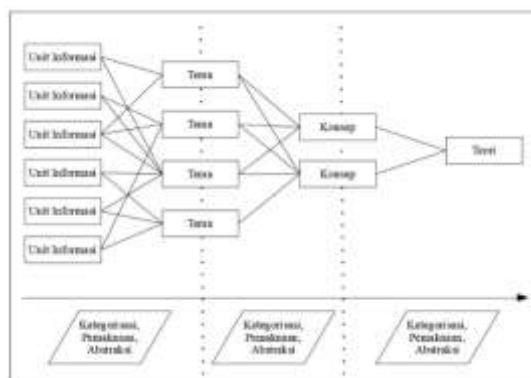 Unit Informasi
Unit Informasi
Unit Informasi
Unit Informasi
Unit Informasi
Unit Informasi
Tema
Tema
Tema
Tema
Konsep
Konsep
Teori
Kategorisasi,
Pemaknaan,
Abstraksi
Kategorisasi,
Pemaknaan,
Abstraksi
Kategorisasi,
Pemaknaan,
Abstraksi